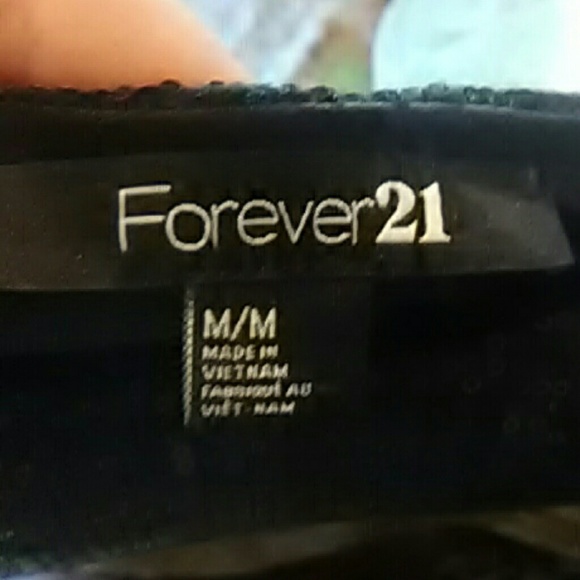 Forever21
M/M
MADE IN
VIETNAM
FABRIQUÉ AU
VIÊT-NAM